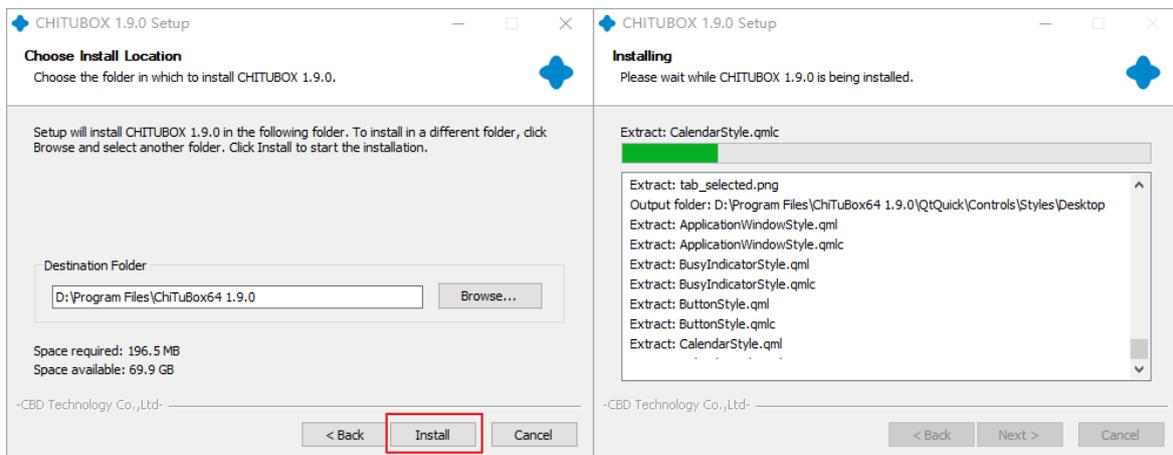 CHITUBOX 1.9.0 Setup
Choose Install Location
Choose the folder in which to install CHITUBOX 1.9.0.
Setup will install CHITUBOX 1.9.0 in the following folder. To install in a different folder, click
Browse and select another folder. Click Install to start the installation.
Destination Folder
D:\Program Files\ChiTuBox64 1.9.0
Browse...
Space required: 196.5 MB
Space available: 69.9 GB
-CBD Technology Co.,Ltd-
< Back
Install
Cancel
CHITUBOX 1.9.0 Setup
Installing
Please wait while CHITUBOX 1.9.0 is being installed.
Extract: CalendarStyle.qmlc
Extract: tab_selected.png
Output folder: D:\Program Files\ChiTuBox64 1.9.0\QtQuick\Controls\Styles\Desktop
Extract: ApplicationWindowStyle.qml
Extract: ApplicationWindowStyle.qmlc
Extract: BusyIndicatorStyle.qml
Extract: BusyIndicatorStyle.qmlc
Extract: ButtonStyle.qml
Extract: ButtonStyle.qmlc
Extract: CalendarStyle.qml
-CBD Technology Co.,Ltd-
< Back
Next >
Cancel